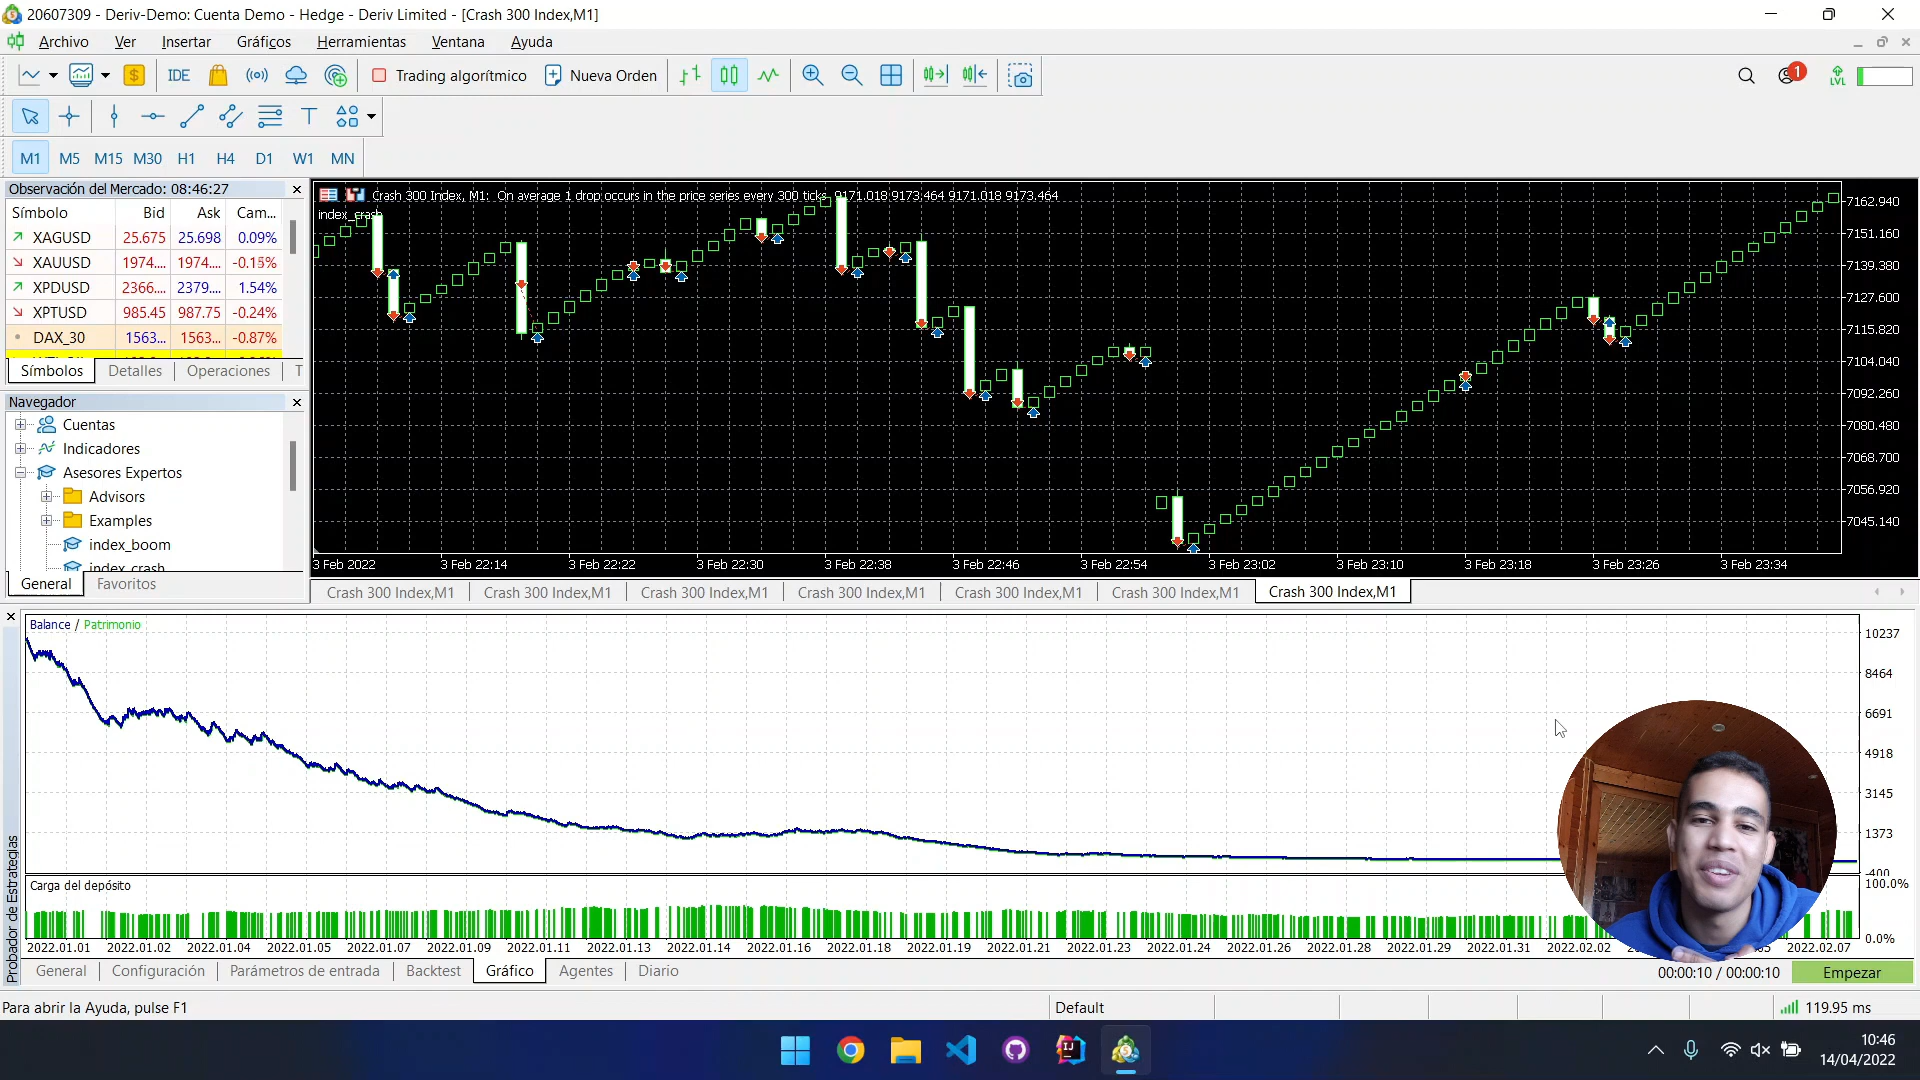 20607309 - Deriv-Demo: Cuenta Demo - Hedge - Deriv Limited - [Crash 300 Index,M1]
Archivo Ver Insertar Gráficos Herramientas Ventana Ayuda
IDE Trading algorítmico Nueva Orden 1 LVL
M1 M5 M15 M30 H1 H4 D1 W1 MN
Observación del Mercado: 08:46:27
Símbolo Bid Ask Cam...
XAGUSD 25.675 25.698 0.09%
XAUUSD 1974.... 1974.... -0.15%
XPDUSD 2366.... 2379.... 1.54%
XPTUSD 985.45 987.75 -0.24%
DAX_30 1563... 1563... -0.87%
Símbolos Detalles Operaciones T
Navegador
Cuentas
Indicadores
Asesores Expertos
Advisors
Examples
index_boom
index_crash
General Favoritos
Crash 300 Index, M1: On average 1 drop occurs in the price series every 300 ticks 9171.018 9173.464 9171.018 9173.464
index_crash
7162.940
7151.160
7139.380
7127.600
7115.820
7104.040
7092.260
7080.480
7068.700
7056.920
7045.140
3 Feb 2022 3 Feb 22:14 3 Feb 22:22 3 Feb 22:30 3 Feb 22:38 3 Feb 22:46 3 Feb 22:54 3 Feb 23:02 3 Feb 23:10 3 Feb 23:18 3 Feb 23:26 3 Feb 23:34
Crash 300 Index,M1 Crash 300 Index,M1 Crash 300 Index,M1 Crash 300 Index,M1 Crash 300 Index,M1 Crash 300 Index,M1 Crash 300 Index,M1
Balance / Patrimonio
10237
8464
6691
4918
3145
1373
-400
Carga del depósito
100.0%
0.0%
2022.01.01 2022.01.02 2022.01.04 2022.01.05 2022.01.07 2022.01.09 2022.01.11 2022.01.13 2022.01.14 2022.01.16 2022.01.18 2022.01.19 2022.01.21 2022.01.23 2022.01.24 2022.01.26 2022.01.28 2022.01.29 2022.01.31 2022.02.02 2022.02.07
Probador de Estrategias
General Configuración Parámetros de entrada Backtest Gráfico Agentes Diario
00:00:10 / 00:00:10 Empezar
Para abrir la Ayuda, pulse F1 Default 119.95 ms
10:46
14/04/2022